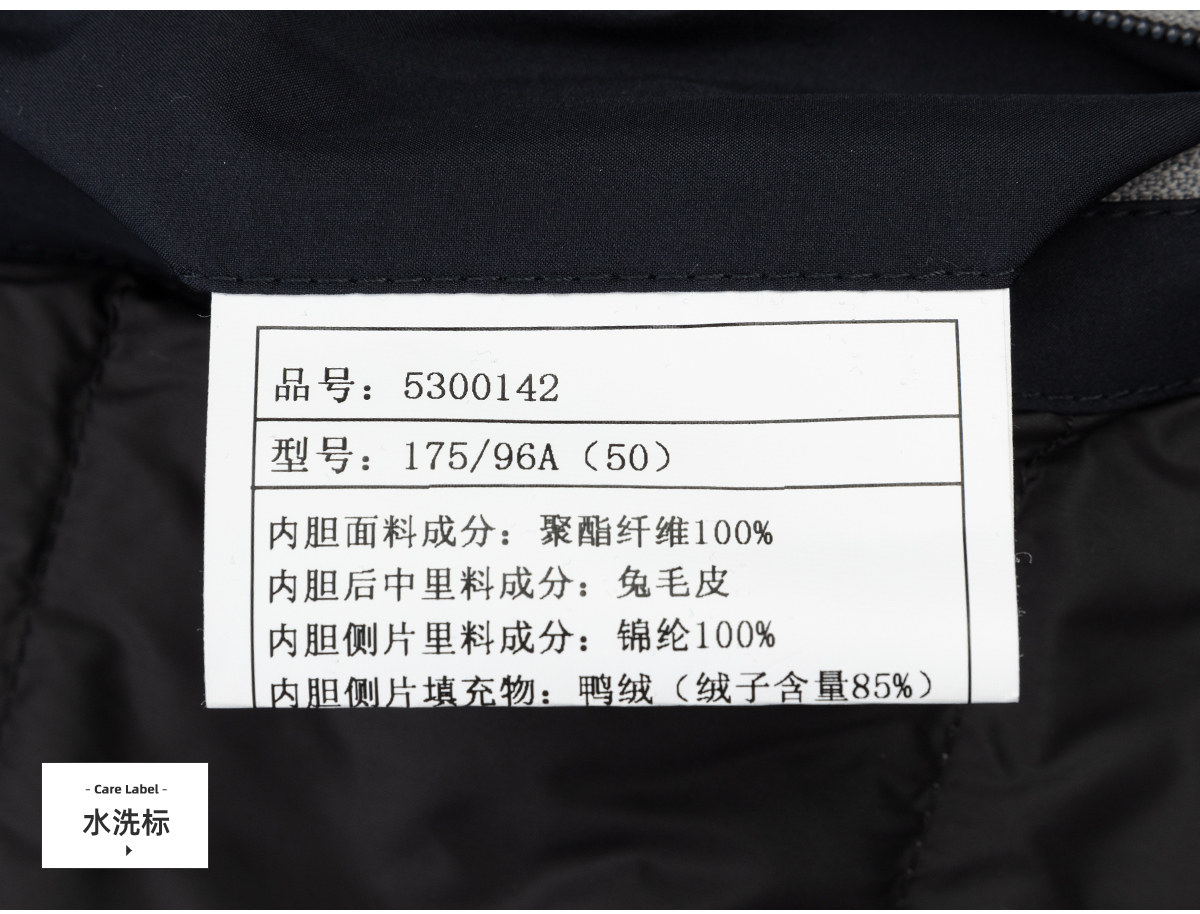 品号：5300142
型号：175/96A（50）
内胆面料成分：聚酯纤维100%
内胆后中里料成分：兔毛皮
内胆侧片里料成分：锦纶100%
内胆侧片填充物：鸭绒（绒子含量85%）
- Care Label -
水洗标